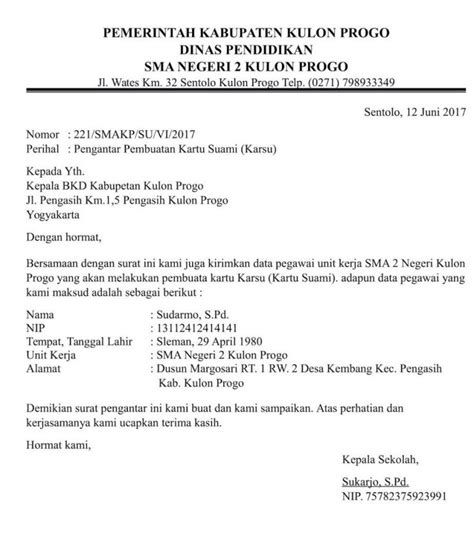 PEMERINTAH KABUPATEN KULON PROGO
DINAS PENDIDIKAN
SMA NEGERI 2 KULON PROGO
Jl. Wates Km. 32 Sentolo Kulon Progo Telp. (0271) 798933349
Sentolo, 12 Juni 2017
Nomor : 221/SMAKP/SU/VI/2017
Perihal : Pengantar Pembuatan Kartu Suami (Karsu)
Kepada Yth.
Kepala BKD Kabupetan Kulon Progo
Jl. Pengasih Km.1,5 Pengasih Kulon Progo
Yogyakarta
Dengan hormat,
Bersamaan dengan surat ini kami juga kirimkan data pegawai unit kerja SMA 2 Negeri Kulon
Progo yang akan melakukan pembuata kartu Karsu (Kartu Suami). adapun data pegawai yang
kami maksud adalah sebagai berikut :
Nama : Sudarmo, S.Pd.
NIP : 13112412414141
Tempat, Tanggal Lahir : Sleman, 29 April 1980
Unit Kerja : SMA Negeri 2 Kulon Progo
Alamat : Dusun Margosari RT. 1 RW. 2 Desa Kembang Kec. Pengasih
Kab. Kulon Progo
Demikian surat pengantar ini kami buat dan kami sampaikan. Atas perhatian dan
kerjasamanya kami ucapkan terima kasih.
Hormat kami,
Kepala Sekolah,
Sukarjo, S.Pd.
NIP. 75782375923991